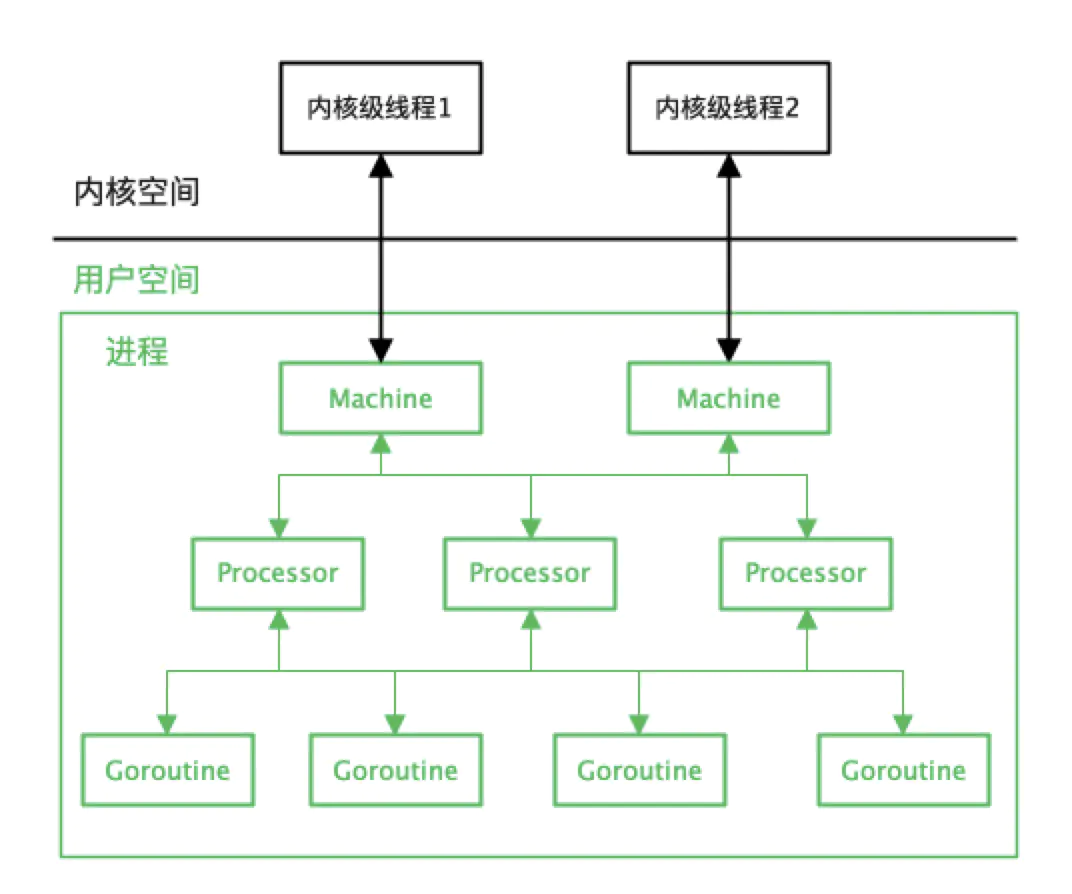 内核级线程1
内核级线程2
内核空间
用户空间
进程
Machine
Machine
Processor
Processor
Processor
Goroutine
Goroutine
Goroutine
Goroutine